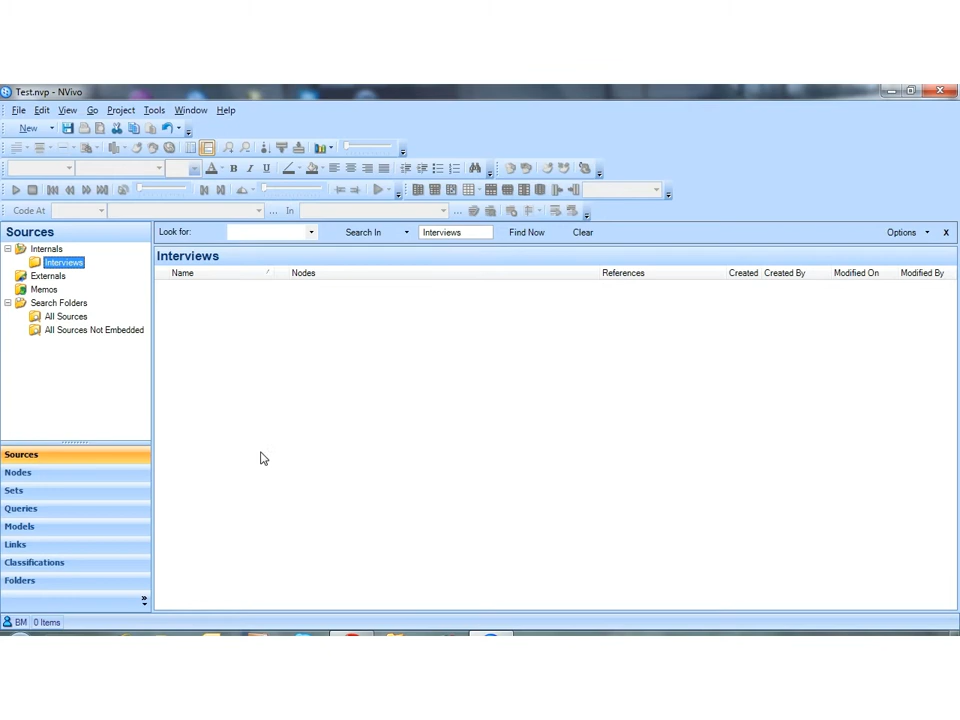 Test.nvp - NVivo
File Edit View Go Project Tools Window Help
New
Code At In
Sources
Look for: Search In Interviews Find Now Clear Options x
Internals
Interviews
Externals
Memos
Search Folders
All Sources
All Sources Not Embedded
Interviews
Name Nodes References Created Created By Modified On Modified By
Sources
Nodes
Sets
Queries
Models
Links
Classifications
Folders
BM 0 Items